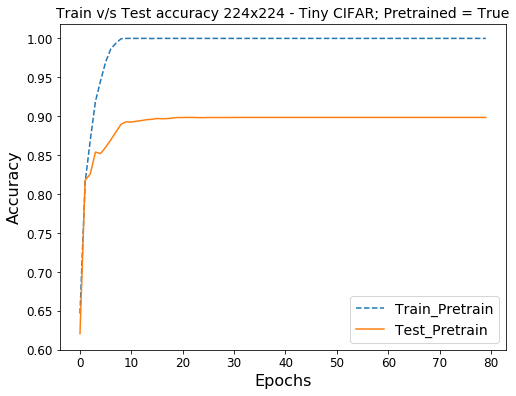 Train v/s Test accuracy 224x224 - Tiny CIFAR; Pretrained = True
1.00
0.95
0.90
0.85
0.80
0.75
0.70
0.65
0.60
Accuracy
Train_Pretrain
Test_Pretrain
0 10 20 30 40 50 60 70 80
Epochs